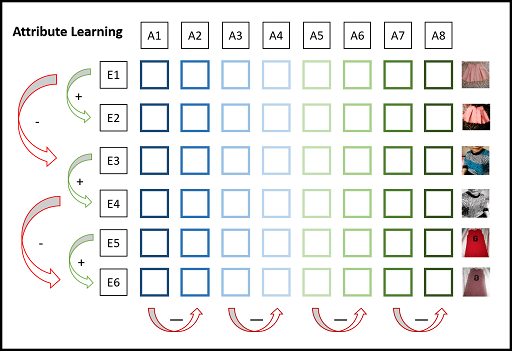 Attribute Learning
A1 A2 A3 A4 A5 A6 A7 A8
E1
+
E2
-
E3
+
E4
-
E5
+
E6
— — — —